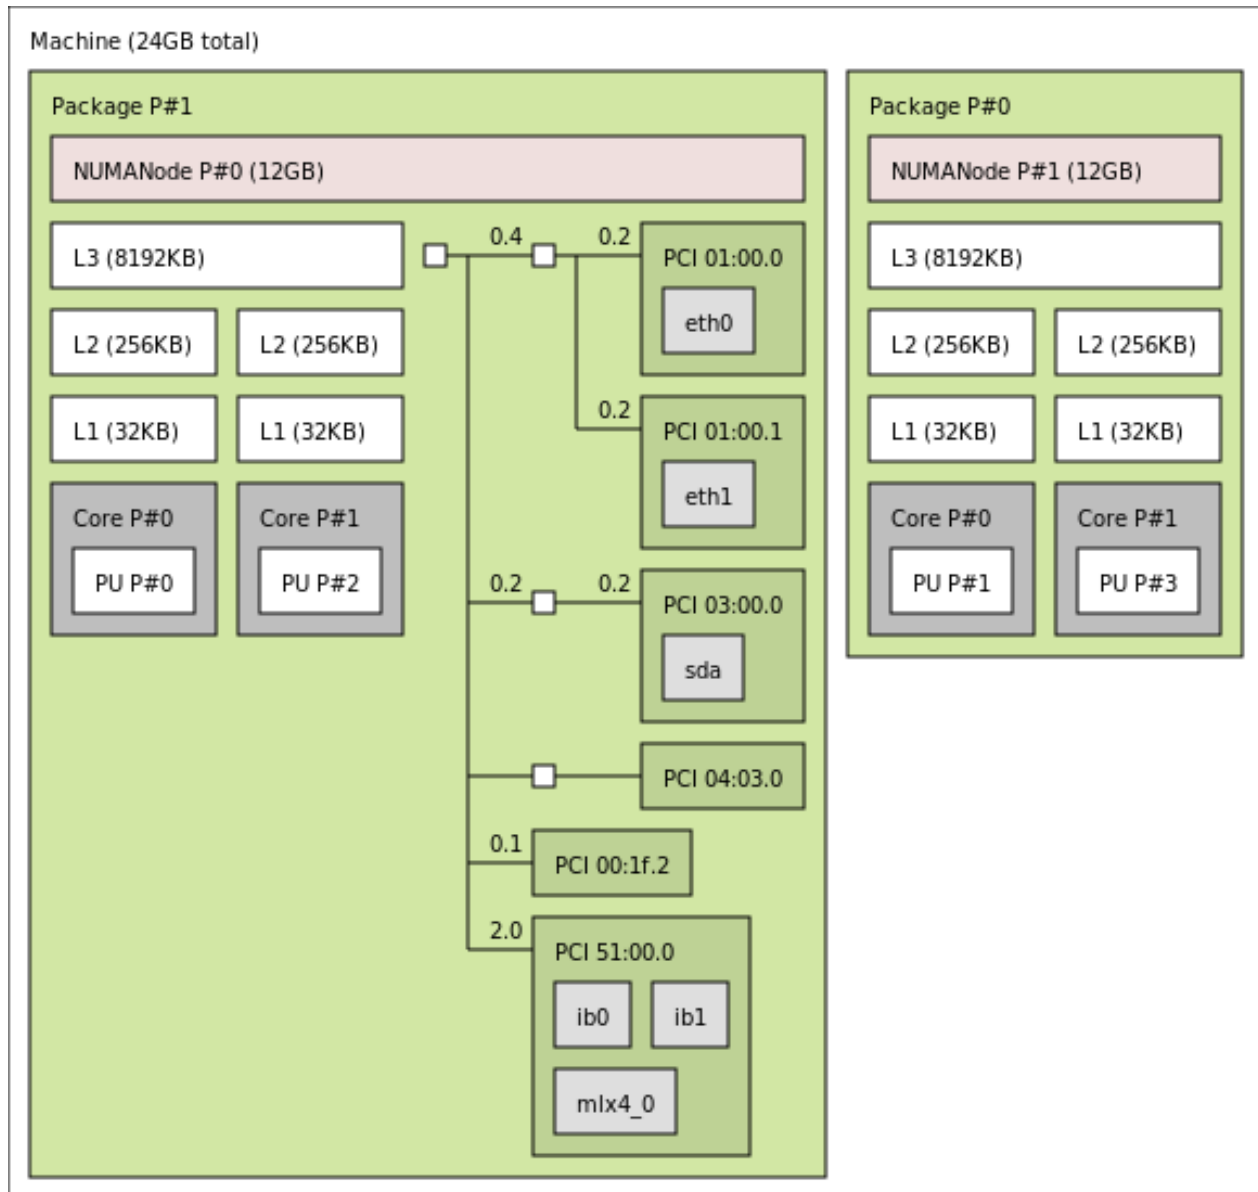 Machine (24GB total)
Package P#1
NUMANode P#0 (12GB)
L3 (8192KB)
L2 (256KB)
L2 (256KB)
L1 (32KB)
L1 (32KB)
Core P#0
PU P#0
Core P#1
PU P#2
0.4
0.2
PCI 01:00.0
eth0
0.2
PCI 01:00.1
eth1
0.2
0.2
PCI 03:00.0
sda
PCI 04:03.0
0.1
PCI 00:1f.2
2.0
PCI 51:00.0
ib0
ib1
mlx4_0
Package P#0
NUMANode P#1 (12GB)
L3 (8192KB)
L2 (256KB)
L2 (256KB)
L1 (32KB)
L1 (32KB)
Core P#0
PU P#1
Core P#1
PU P#3